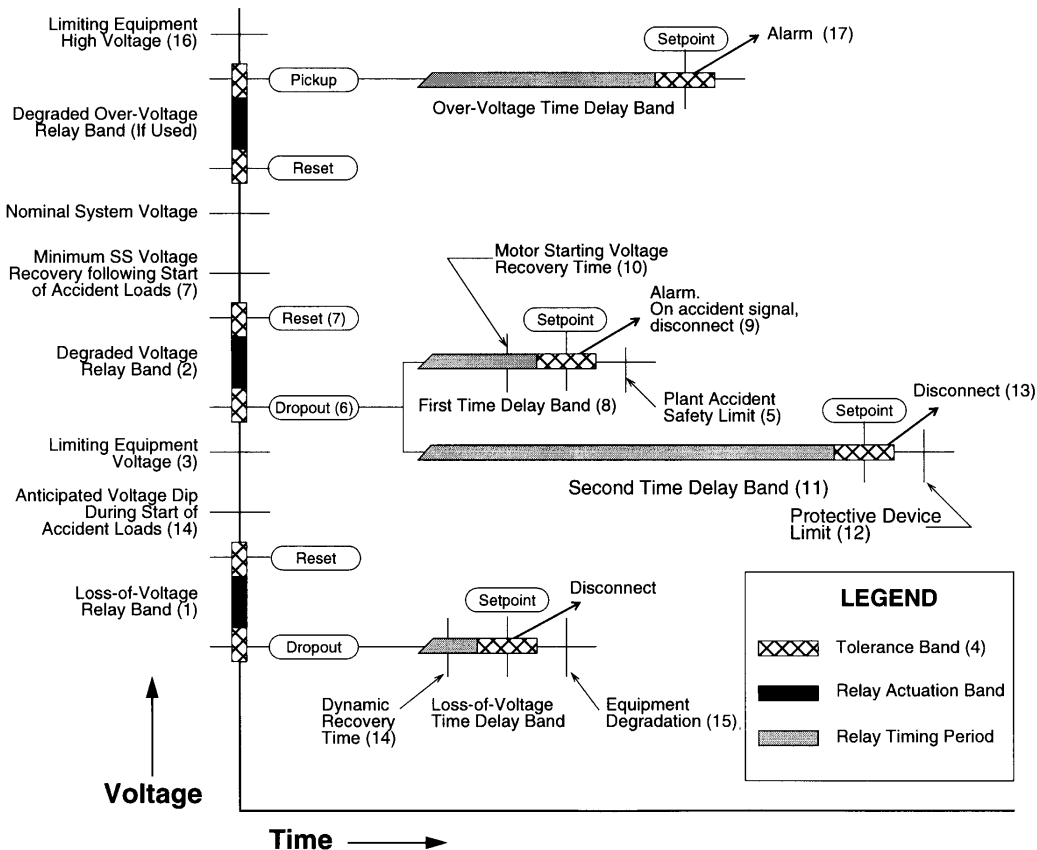 Limiting Equipment
High Voltage (16)
Setpoint
Alarm (17)
Pickup
Over-Voltage Time Delay Band
Degraded Over-Voltage
Relay Band (If Used)
Reset
Nominal System Voltage
Minimum SS Voltage
Recovery following Start
of Accident Loads (7)
Motor Starting Voltage
Recovery Time (10)
Reset (7)
Setpoint
Alarm.
On accident signal,
disconnect (9)
Degraded Voltage
Relay Band (2)
Dropout (6)
First Time Delay Band (8)
Plant Accident
Safety Limit (5)
Setpoint
Disconnect (13)
Limiting Equipment
Voltage (3)
Second Time Delay Band (11)
Anticipated Voltage Dip
During Start of
Accident Loads (14)
Protective Device
Limit (12)
Reset
Loss-of-Voltage
Relay Band (1)
Setpoint
Disconnect
Dropout
Dynamic
Recovery
Time (14)
Loss-of-Voltage
Time Delay Band
Equipment
Degradation (15)
LEGEND
Tolerance Band (4)
Relay Actuation Band
Relay Timing Period
Voltage
Time